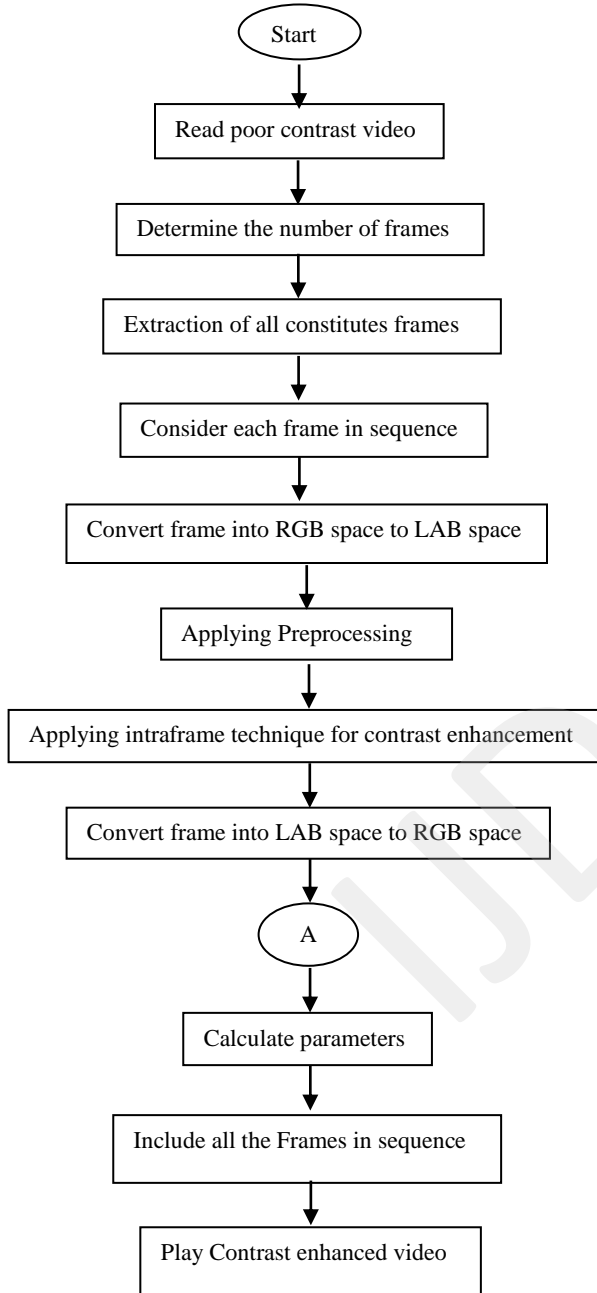 Start
Read poor contrast video
Determine the number of frames
Extraction of all constitutes frames
Consider each frame in sequence
Convert frame into RGB space to LAB space
Applying Preprocessing
Applying intraframe technique for contrast enhancement
Convert frame into LAB space to RGB space
A
Calculate parameters
Include all the Frames in sequence
Play Contrast enhanced video
IJD